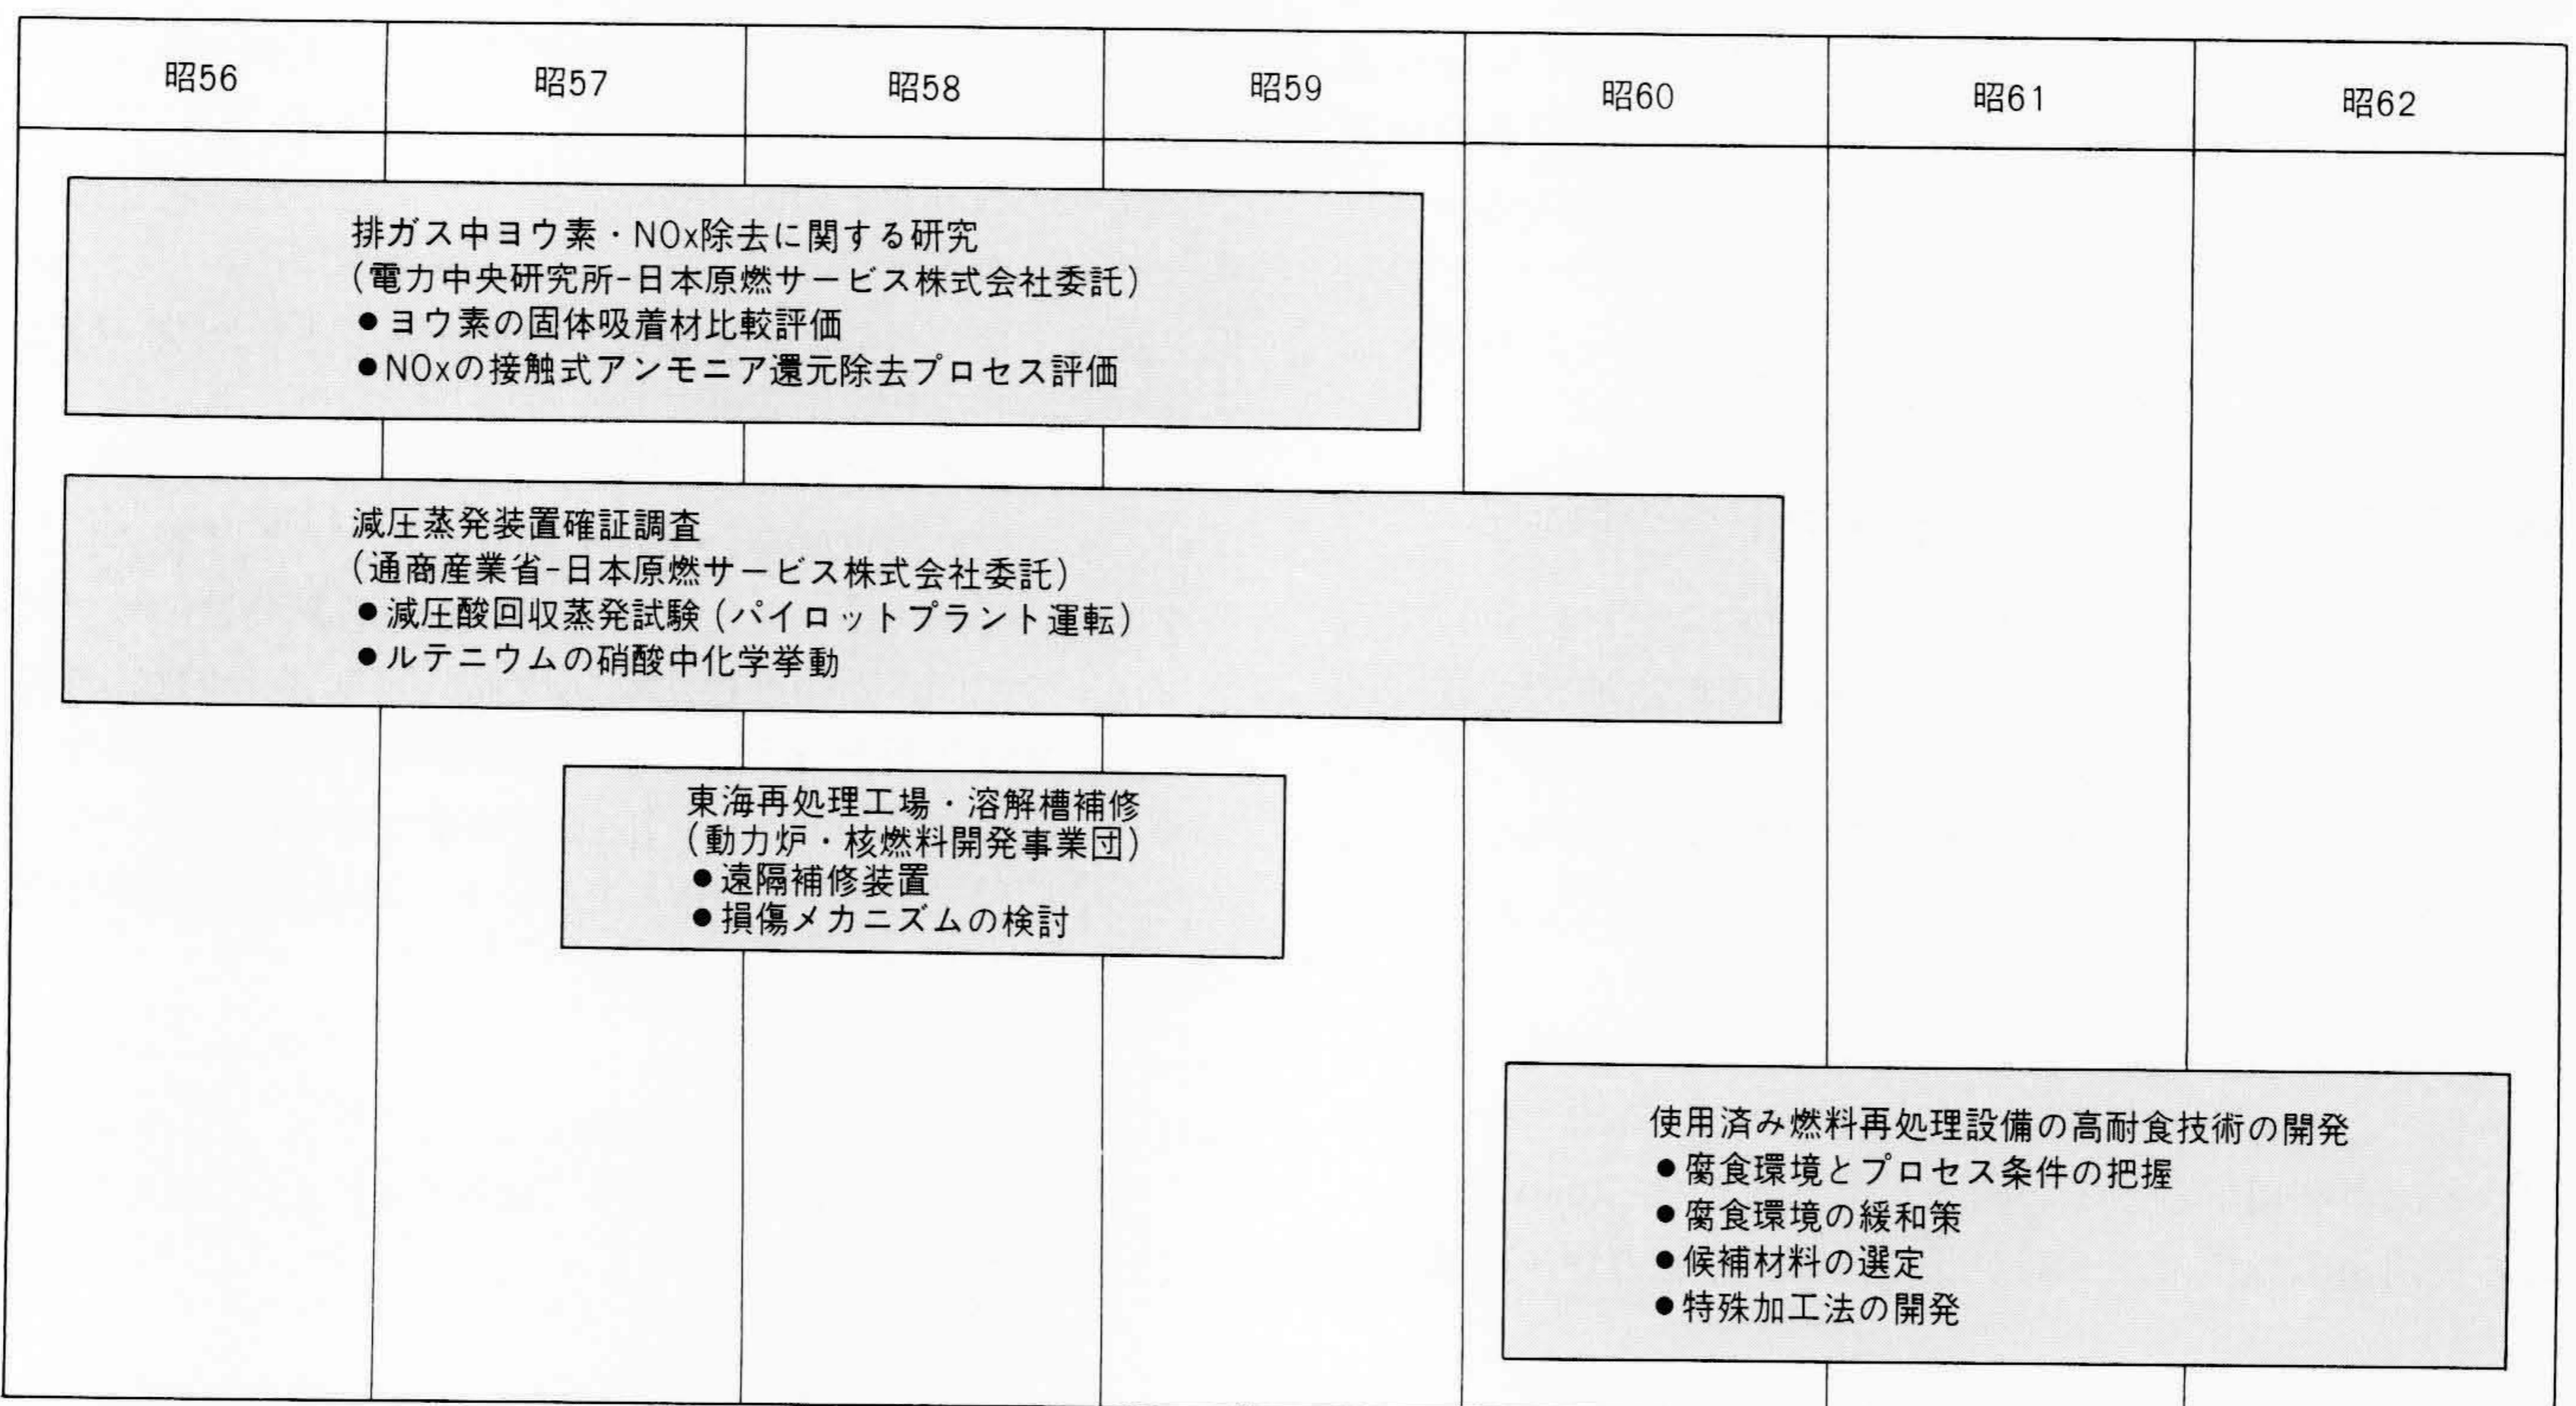 昭56 昭57 昭58 昭59 昭60 昭61 昭62
排ガス中ヨウ素・NOx除去に関する研究
(電力中央研究所-日本原燃サービス株式会社委託)
●ヨウ素の固体吸着材比較評価
●NOxの接触式アンモニア還元除去プロセス評価
減圧蒸発装置確証調査
(通商産業省-日本原燃サービス株式会社委託)
●減圧酸回収蒸発試験(パイロットプラント運転)
●ルテニウムの硝酸中化学挙動
東海再処理工場・溶解槽補修
(動力炉・核燃料開発事業団)
●遠隔補修装置
●損傷メカニズムの検討
使用済み燃料再処理設備の高耐食技術の開発
●腐食環境とプロセス条件の把握
●腐食環境の緩和策
●候補材料の選定
●特殊加工法の開発